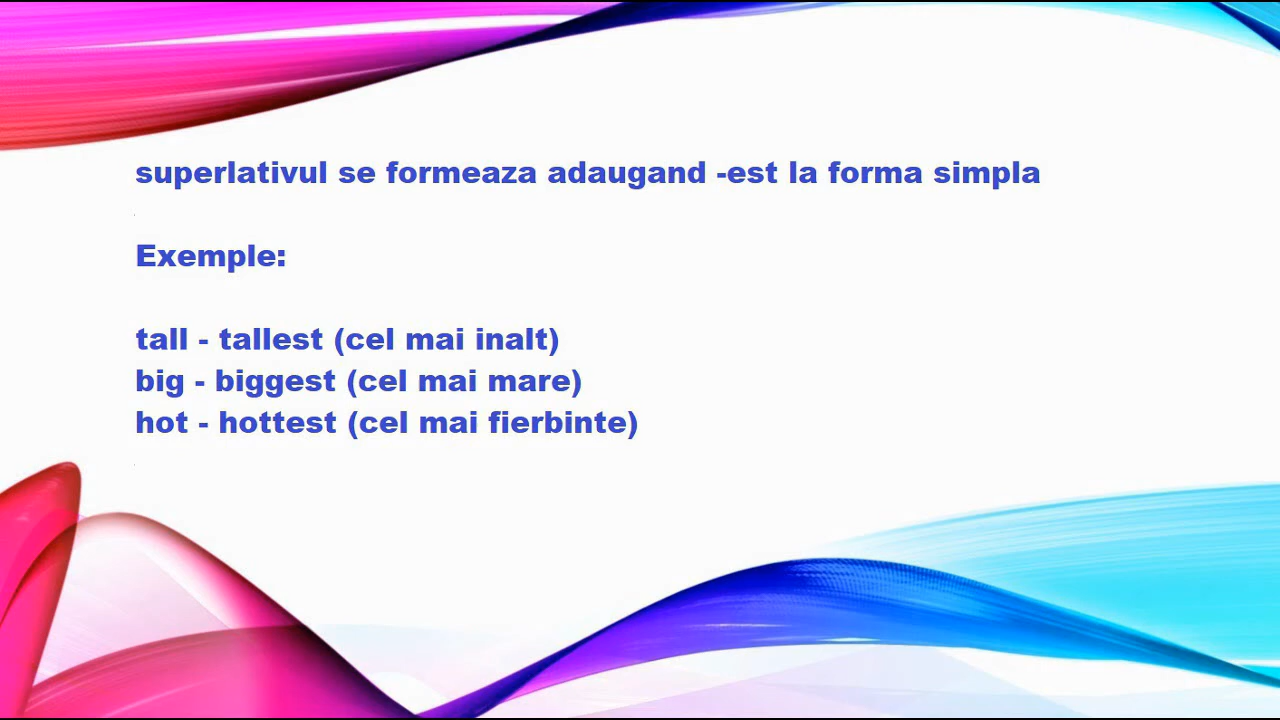 superlativul se formeaza adaugand -est la forma simpla
Exemple:
tall - tallest (cel mai inalt)
big - biggest (cel mai mare)
hot - hottest (cel mai fierbinte)